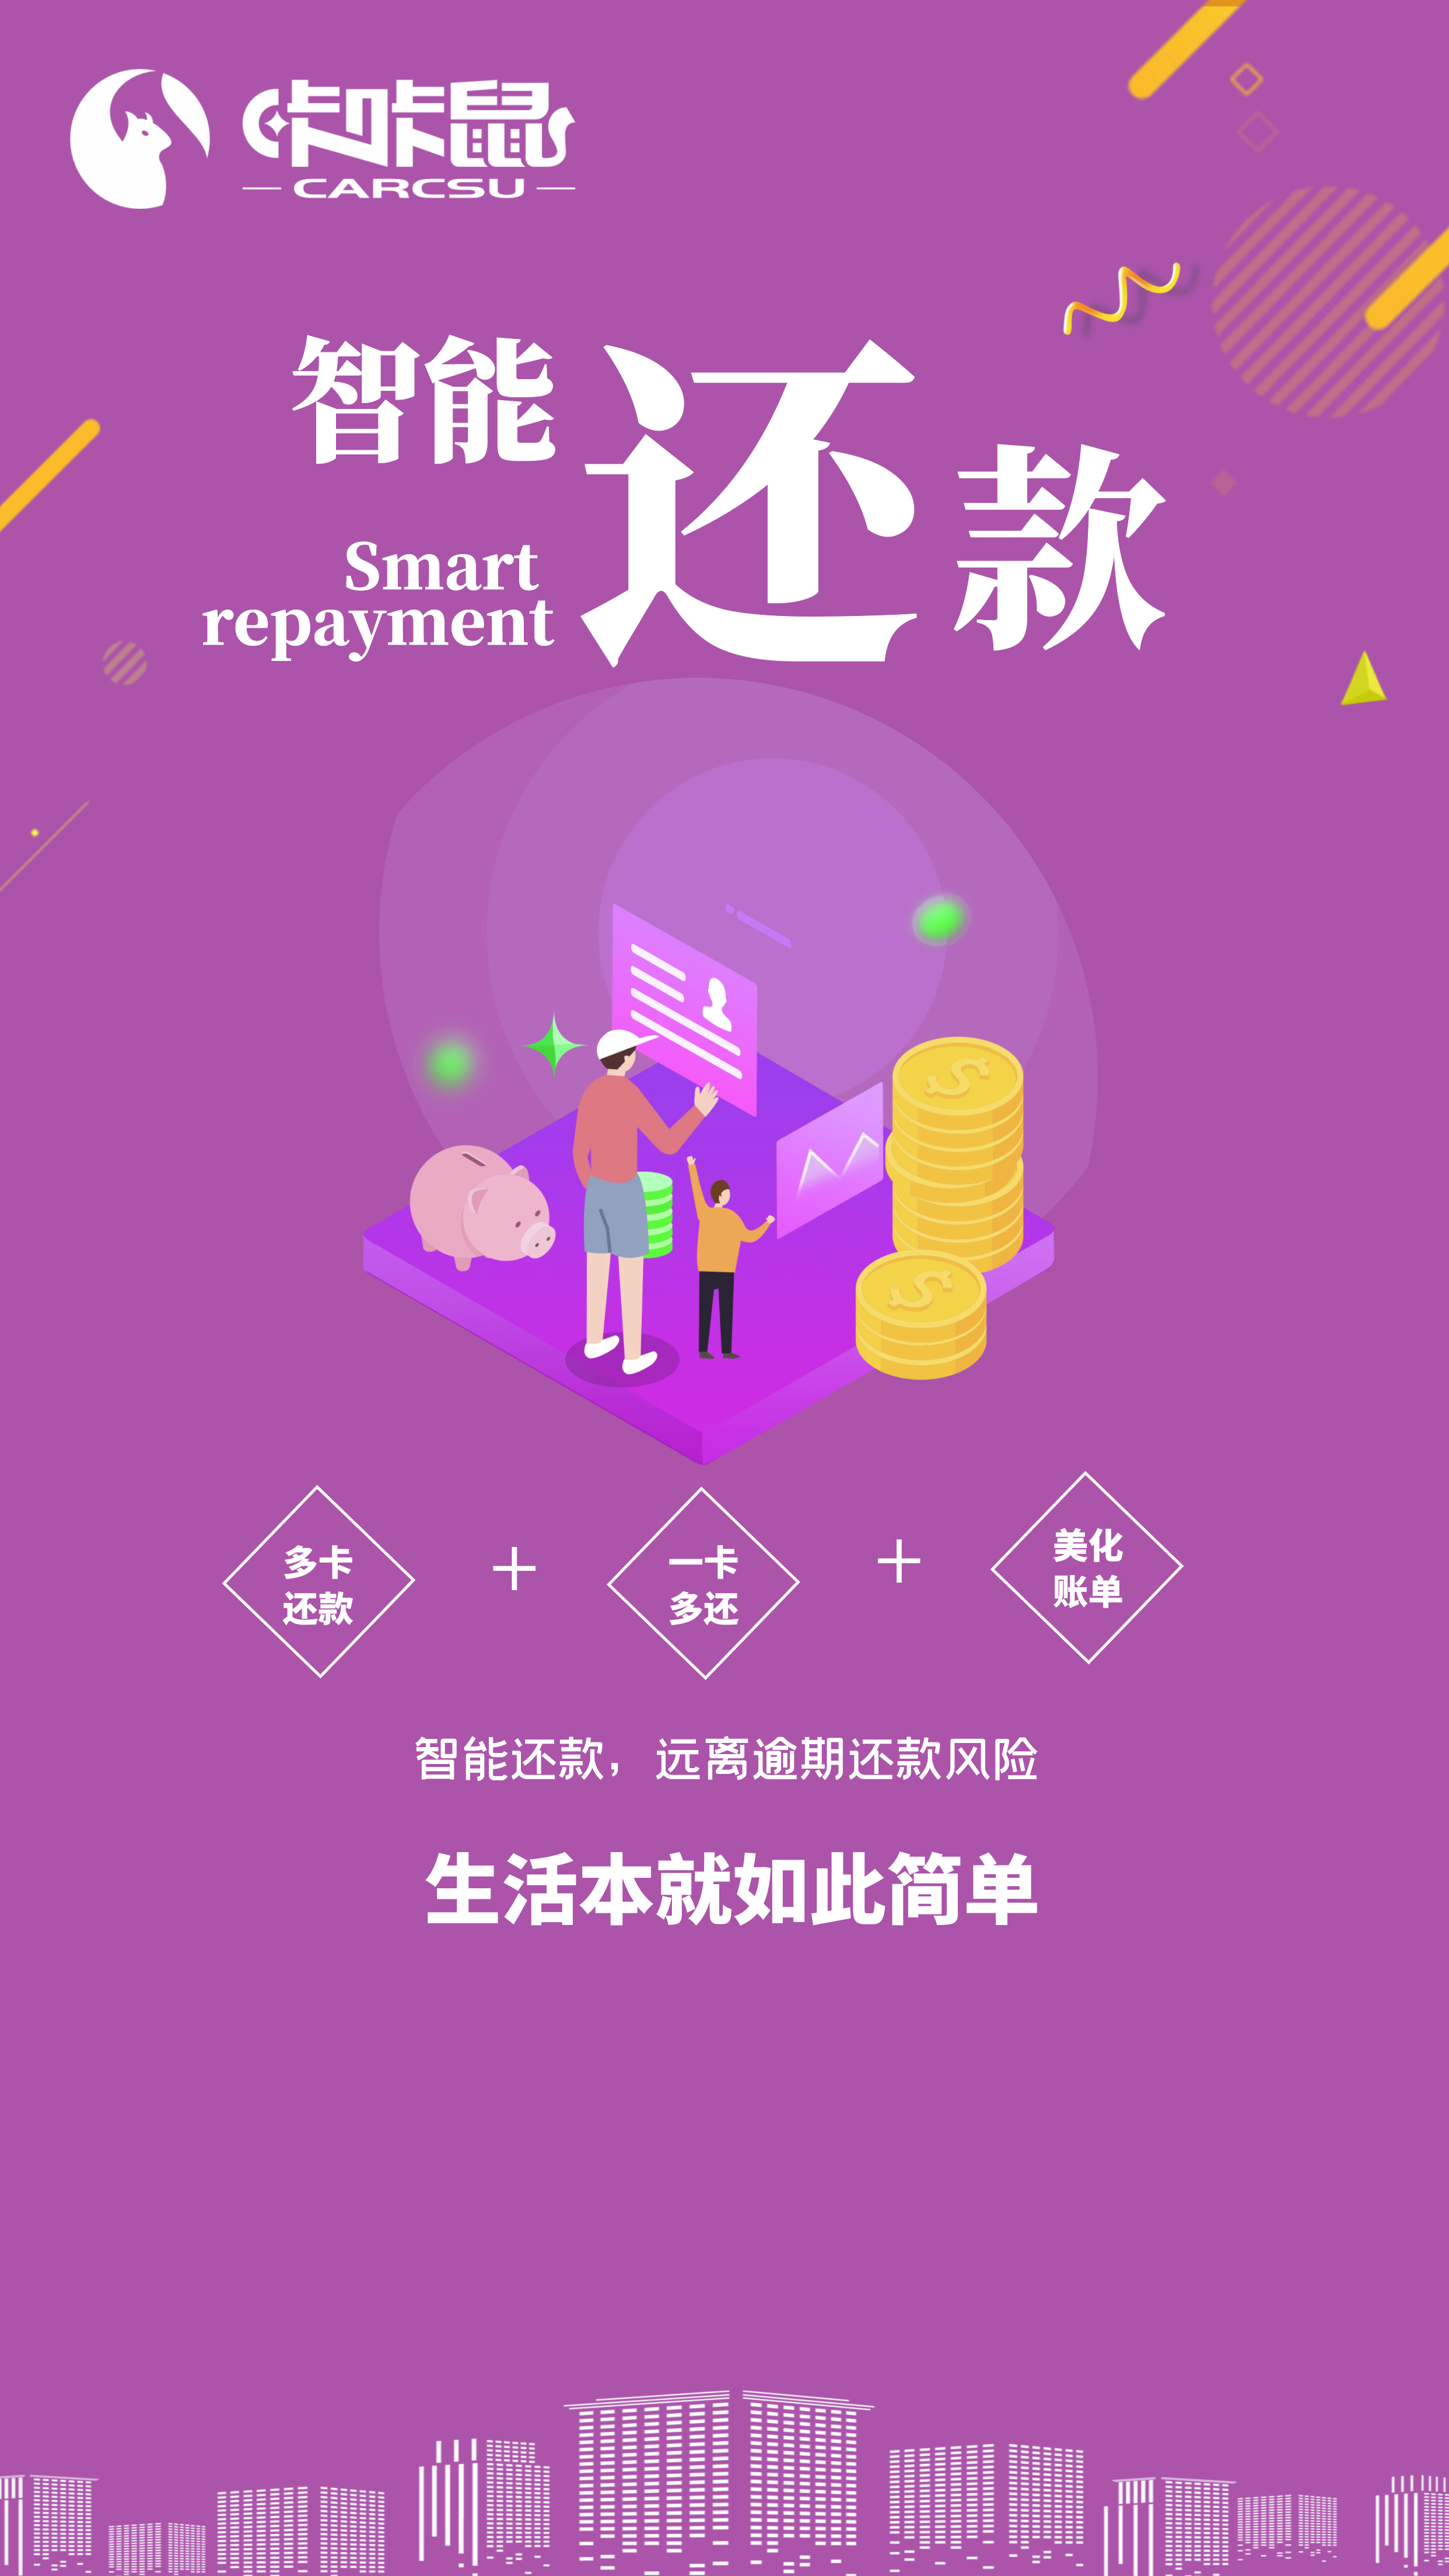 卡卡鼠
CARCSU
智能还款
Smart
repayment
多卡
还款
+
一卡
多还
+
美化
账单
智能还款，远离逾期还款风险
生活本就如此简单